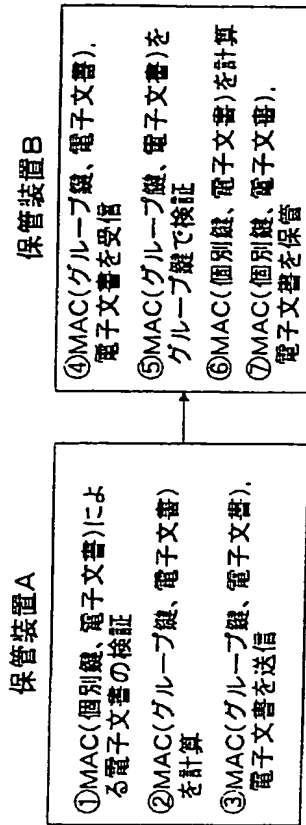 保管装置A
①MAC(個別鍵、電子文書)によ
る電子文書の検証
②MAC(グループ鍵、電子文書)
を計算
③MAC(グループ鍵、電子文書).
電子文書を送信
保管装置B
④MAC(グループ鍵、電子文書).
電子文書を受信
⑤MAC(グループ鍵、電子文書)を
グループ鍵で検証
⑥MAC(個別鍵、電子文書)を計算
⑦MAC(個別鍵、電子文書).
電子文書を保管